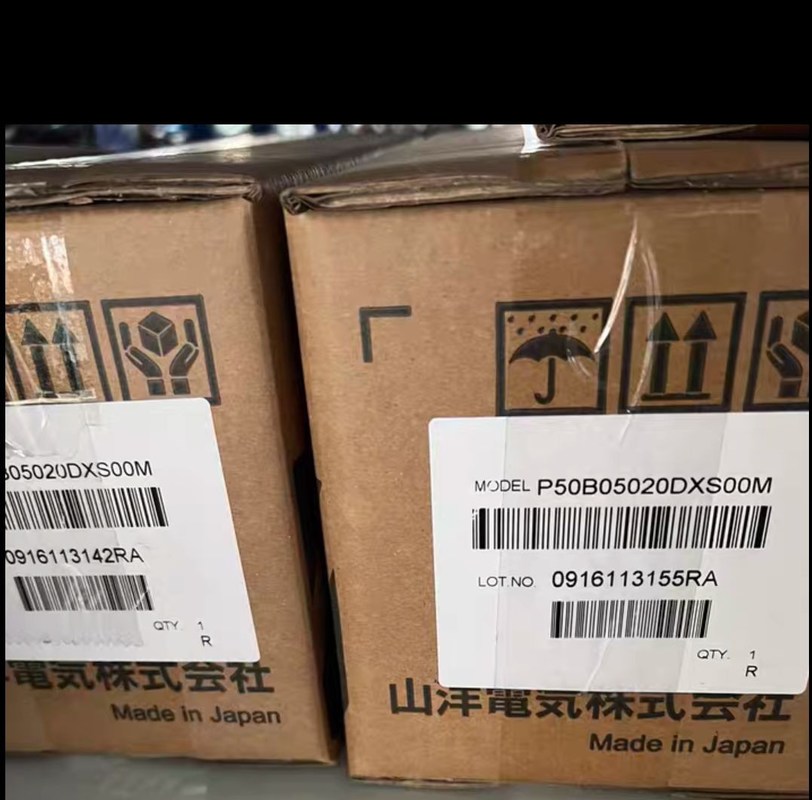 B05020DXS00M
0916113142RA
QTY. 1
R
電気株式会社
Made in Japan
MODEL P50B05020DXS00M
LOT.NO. 0916113155RA
QTY. 1
R
山洋電気株式会社
Made in Japan